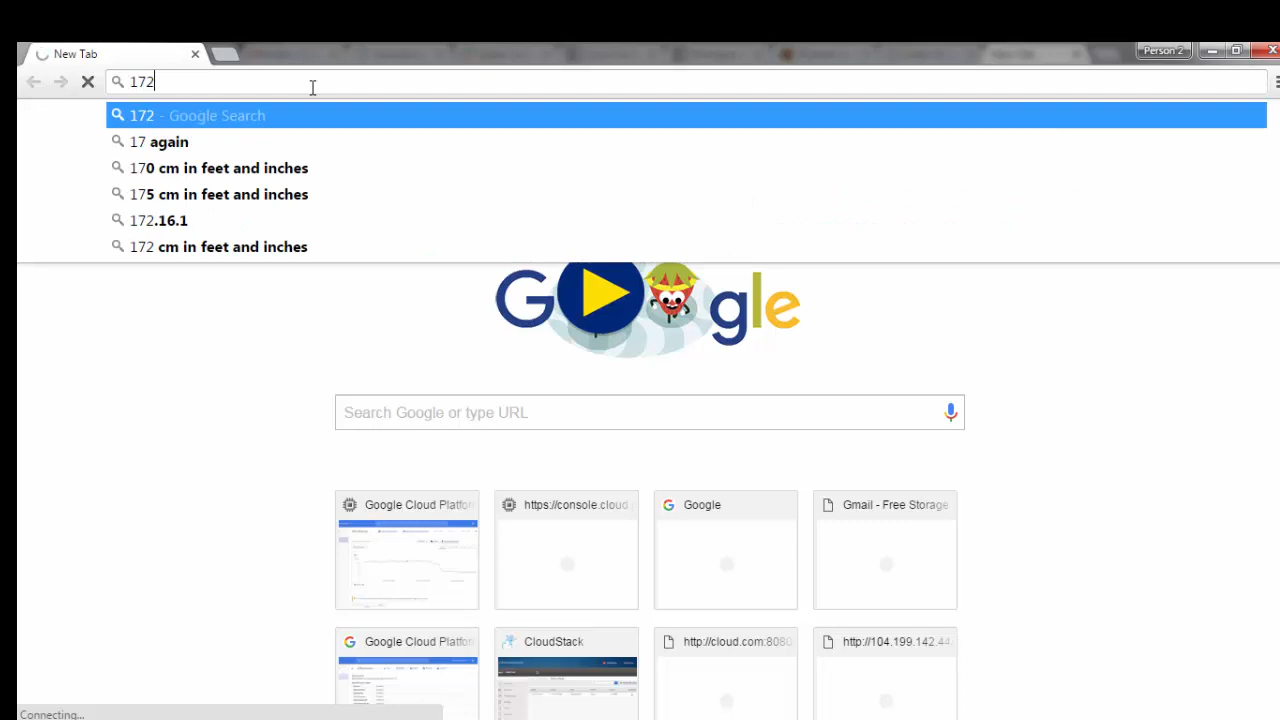 New Tab
Person 2
172
172 - Google Search
17 again
170 cm in feet and inches
175 cm in feet and inches
172.16.1
172 cm in feet and inches
Google
Search Google or type URL
Google Cloud Platfor
https://console.cloud
Google
Gmail - Free Storage
Google Cloud Platfor
CloudStack
http://cloud.com:8080
http://104.199.142.44
Connecting...